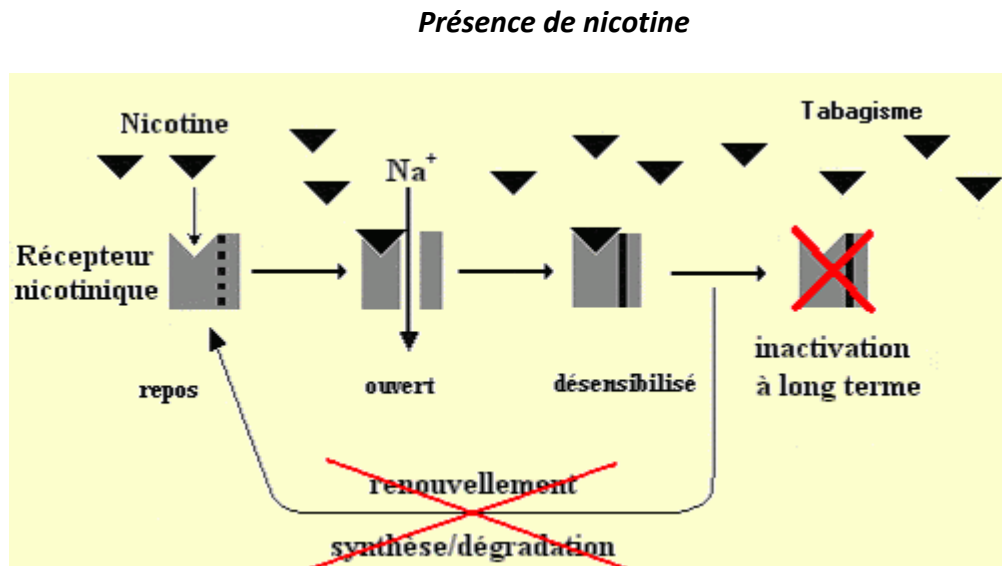 Présence de nicotine
Nicotine
Tabagisme
Na+
Récepteur
nicotinique
repos
ouvert
désensibilisé
inactivation
à long terme
renouvellement
synthèse/dégradation